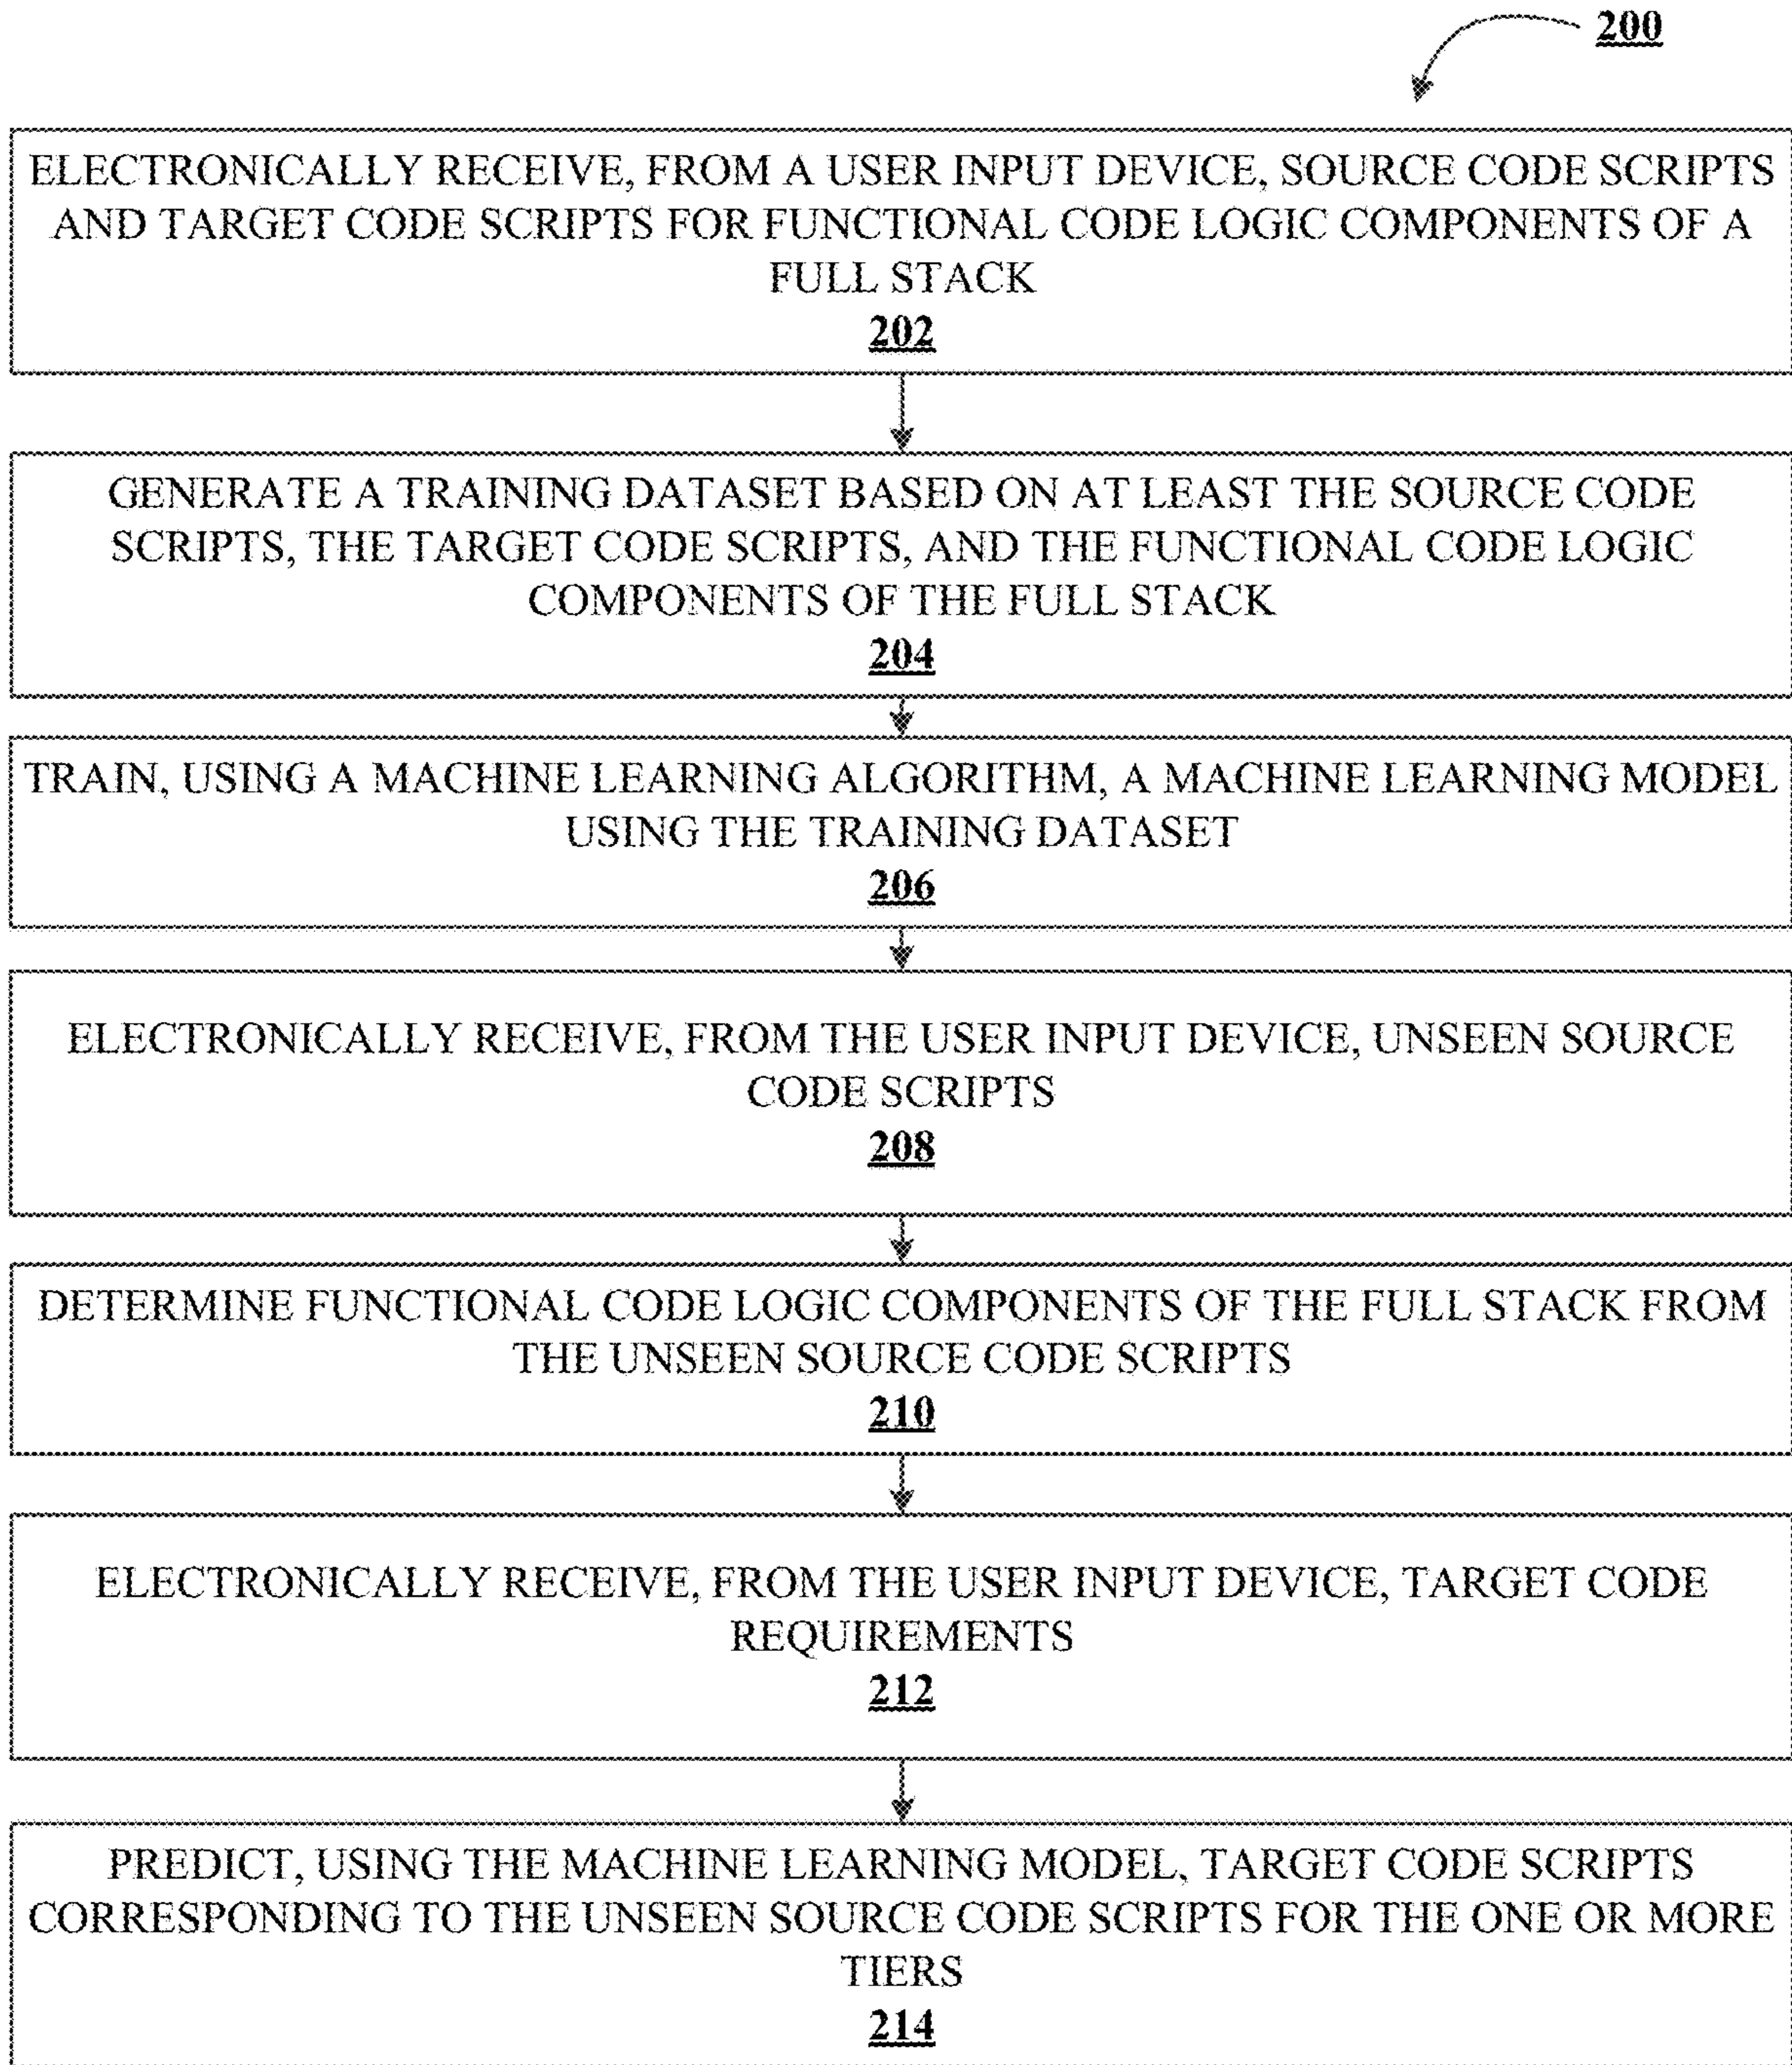 200
ELECTRONICALLY RECEIVE, FROM A USER INPUT DEVICE, SOURCE CODE SCRIPTS
AND TARGET CODE SCRIPTS FOR FUNCTIONAL CODE LOGIC COMPONENTS OF A
FULL STACK
202
GENERATE A TRAINING DATASET BASED ON AT LEAST THE SOURCE CODE
SCRIPTS, THE TARGET CODE SCRIPTS, AND THE FUNCTIONAL CODE LOGIC
COMPONENTS OF THE FULL STACK
204
TRAIN, USING A MACHINE LEARNING ALGORITHM, A MACHINE LEARNING MODEL
USING THE TRAINING DATASET
206
ELECTRONICALLY RECEIVE, FROM THE USER INPUT DEVICE, UNSEEN SOURCE
CODE SCRIPTS
208
DETERMINE FUNCTIONAL CODE LOGIC COMPONENTS OF THE FULL STACK FROM
THE UNSEEN SOURCE CODE SCRIPTS
210
ELECTRONICALLY RECEIVE, FROM THE USER INPUT DEVICE, TARGET CODE
REQUIREMENTS
212
PREDICT, USING THE MACHINE LEARNING MODEL, TARGET CODE SCRIPTS
CORRESPONDING TO THE UNSEEN SOURCE CODE SCRIPTS FOR THE ONE OR MORE
TIERS
214